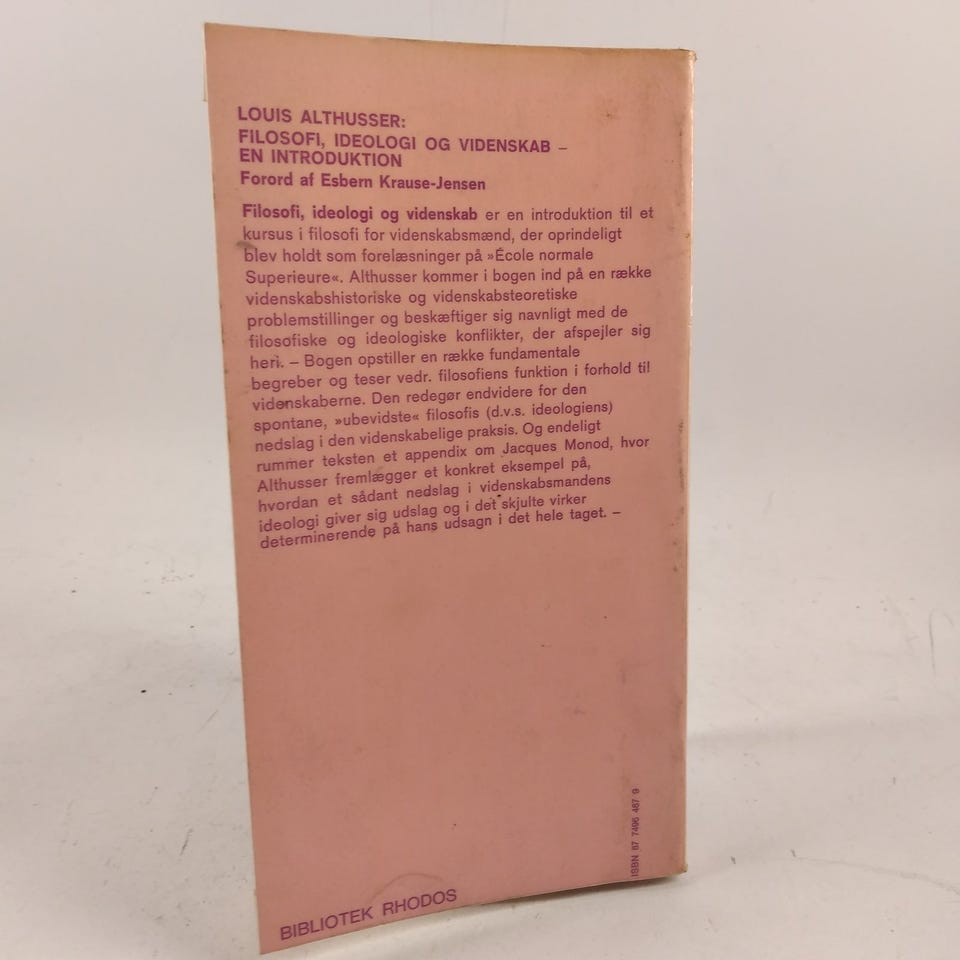 LOUIS ALTHUSSER:
FILOSOFI, IDEOLOGI OG VIDENSKAB –
EN INTRODUKTION
Forord af Esbern Krause-Jensen
Filosofi, ideologi og videnskab er en introduktion til et
kursus i filosofi for videnskabsmænd, der oprindeligt
blev holdt som forelæsninger på »École normale
Superieure«. Althusser kommer i bogen ind på en række
videnskabshistoriske og videnskabsteoretiske
problemstillinger og beskæftiger sig navnligt med de
filosofiske og ideologiske konflikter, der afspejler sig
heri. – Bogen opstiller en række fundamentale
begreber og teser vedr. filosofiens funktion i forhold til
videnskaberne. Den redegør endvidere for den
spontane, »ubevidste« filosofis (d.v.s. ideologiens)
nedslag i den videnskabelige praksis. Og endeligt
rummer teksten et appendix om Jacques Monod, hvor
Althusser fremlægger et konkret eksempel på,
hvordan et sådant nedslag i videnskabsmandens
ideologi giver sig udslag og i det skjulte virker
determinerende på hans udsagn i det hele taget. –
ISBN 87 7496 487 9
BIBLIOTEK RHODOS